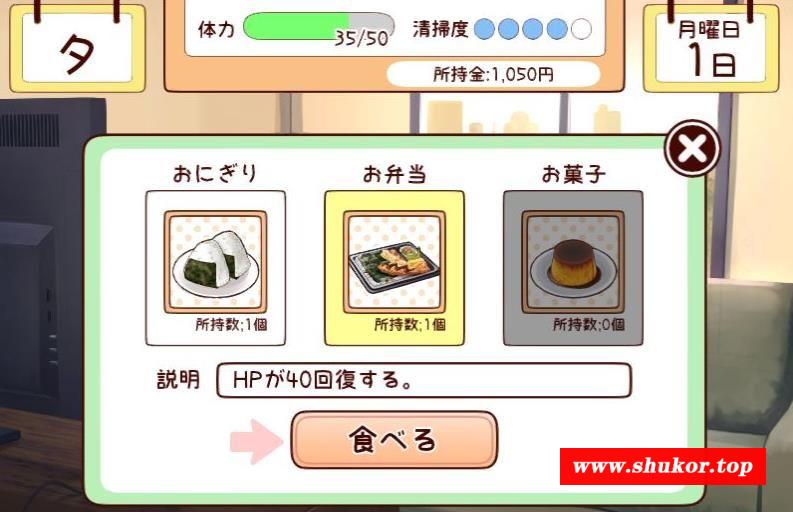 夕
体力
35/50
清掃度
所持金:1,050円
月曜日
1日
おにぎり
お弁当
お菓子
所持数;1個
所持数;1個
所持数;0個
説明
HPが40回復する。
食べる
www.shukor.top